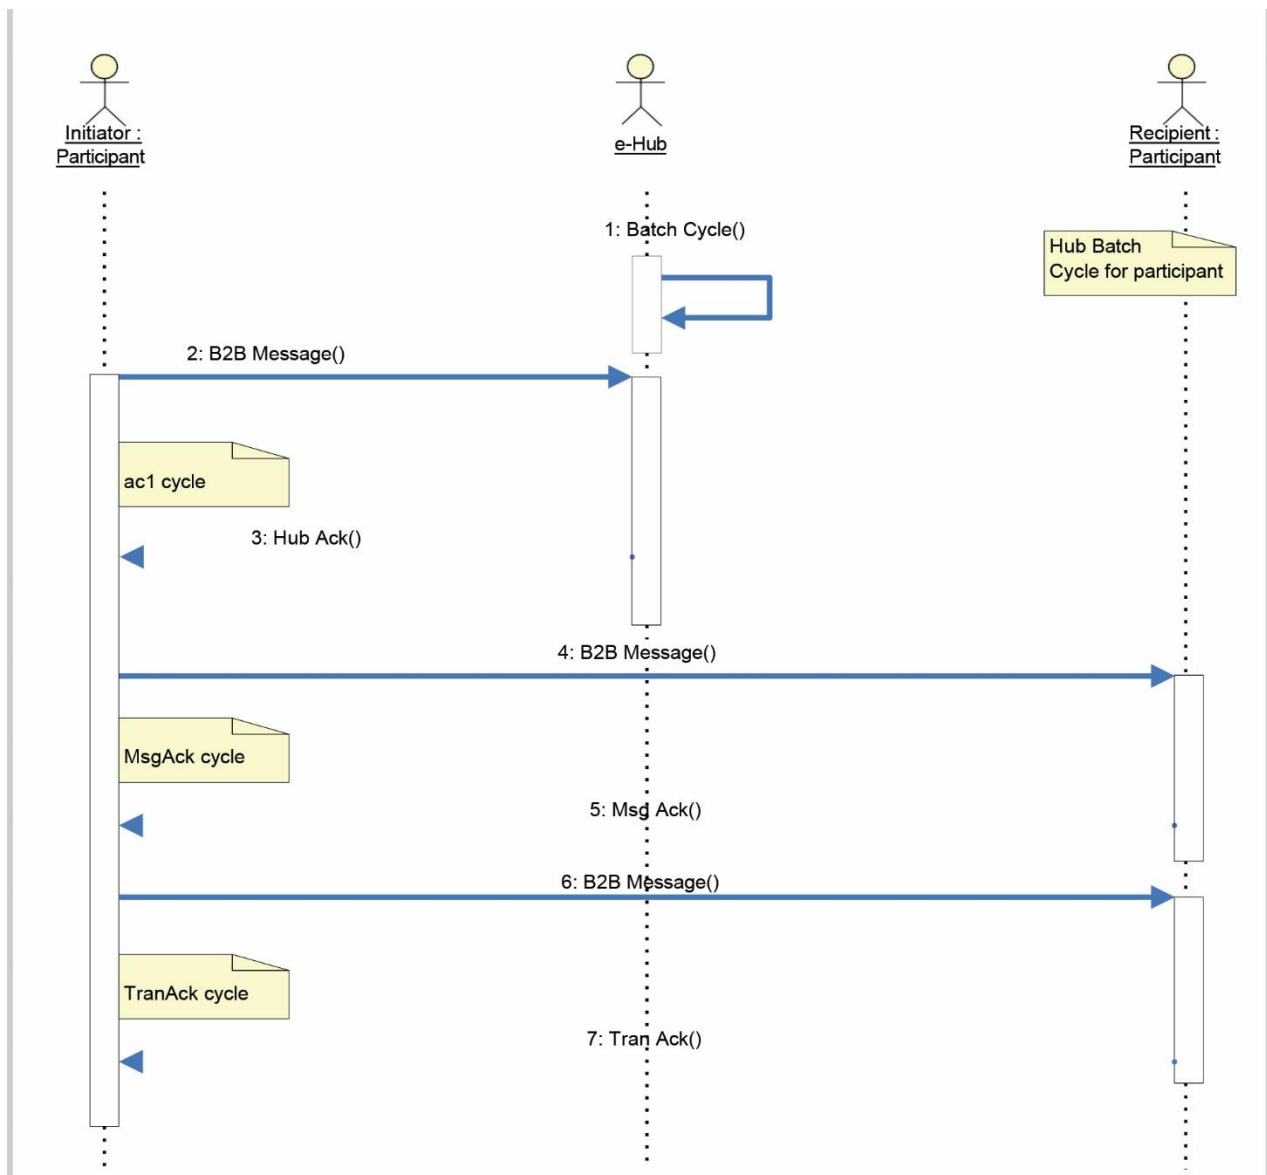 Initiator :
Participant
e-Hub
Recipient :
Participant
1: Batch Cycle()
Hub Batch
Cycle for participant
2: B2B Message()
ac1 cycle
3: Hub Ack()
4: B2B Message()
MsgAck cycle
5: Msg Ack()
6: B2B Message()
TranAck cycle
7: Tran Ack()